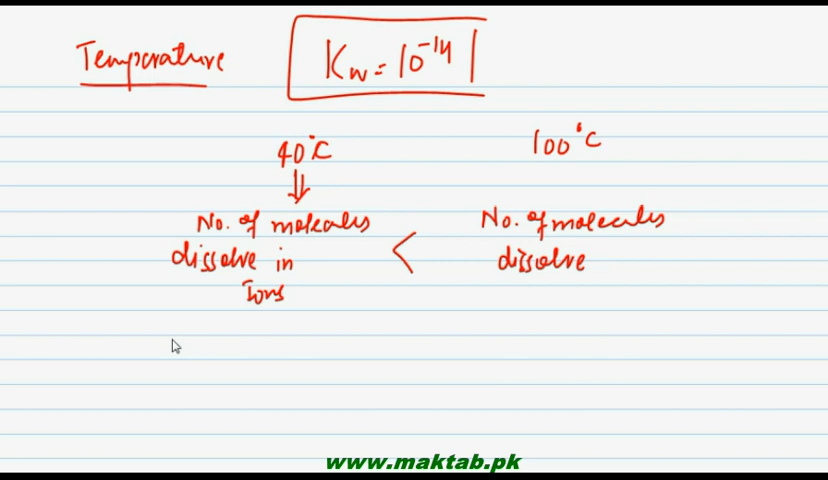 Temperature
Kw = 10⁻¹⁴
40°C
100°C
No. of molecules
dissolve in
Ions
<
No. of molecules
dissolve
www.maktab.pk